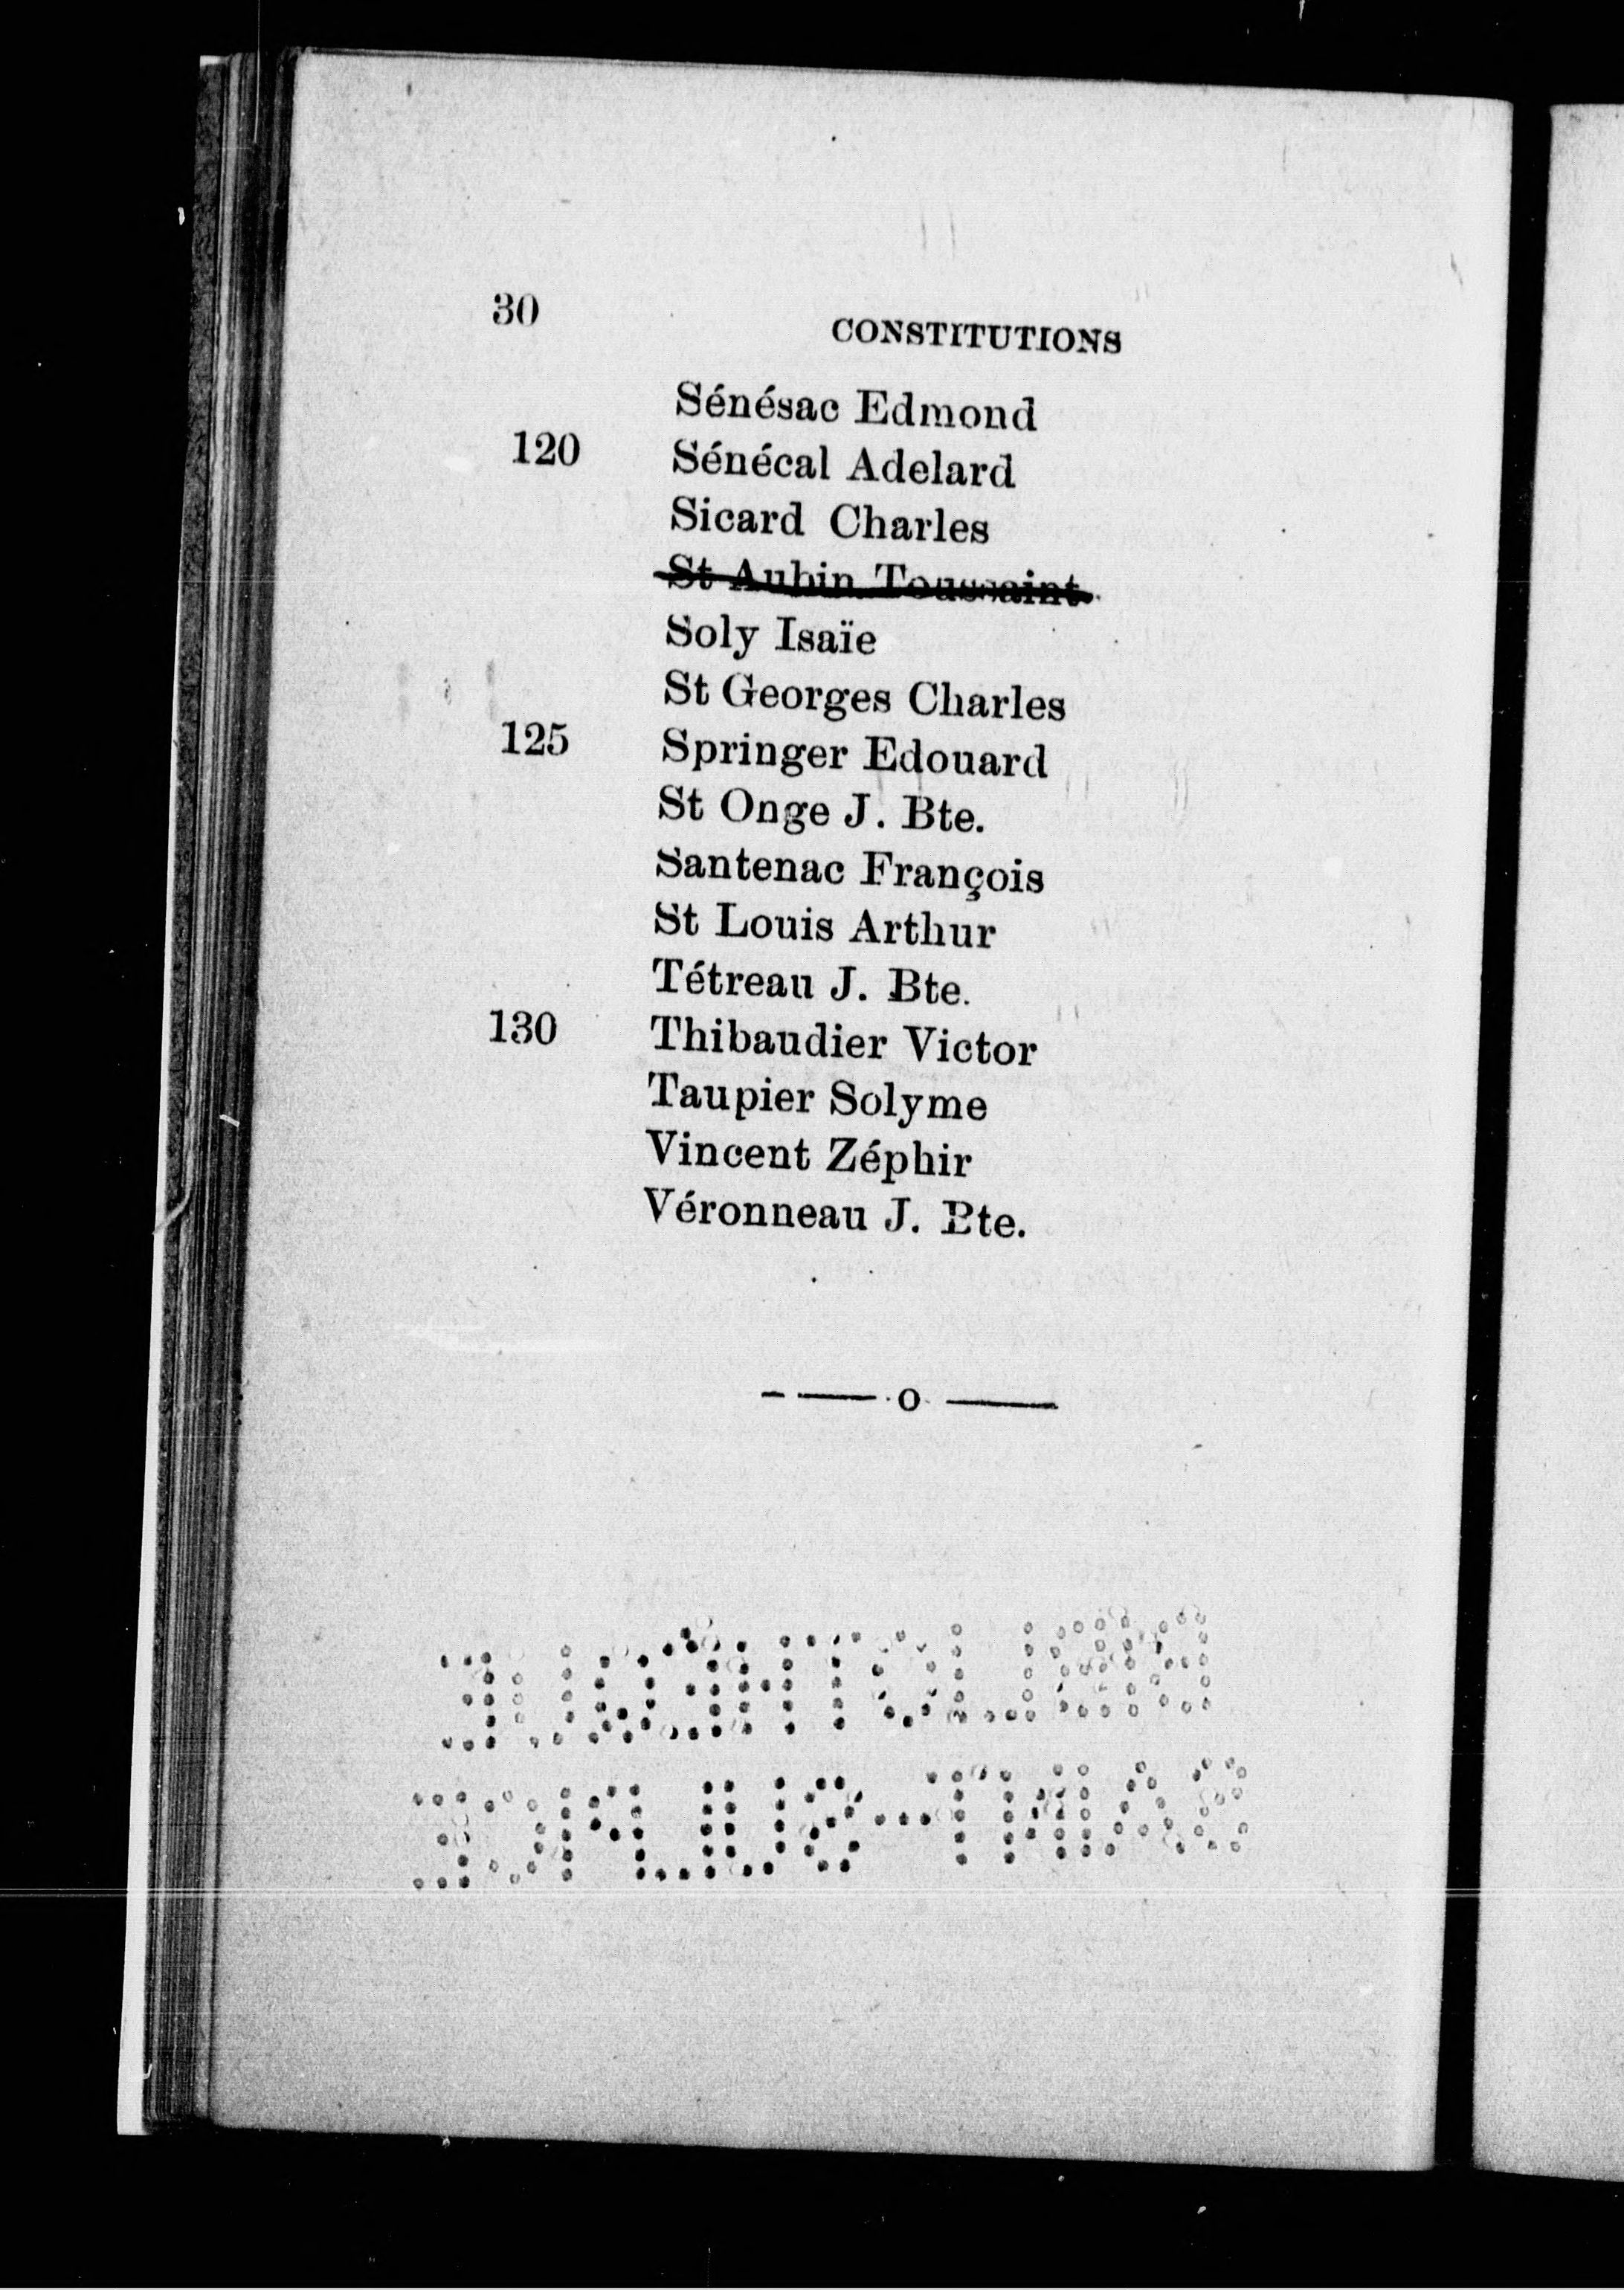 30 CONSTITUTIONS
Sénésac Edmond
120 Sénécal Adelard
Sicard Charles
St Aubin Toussaint
Soly Isaïe
St Georges Charles
125 Springer Edouard
St Onge J. Bte.
Santenac François
St Louis Arthur
Tétreau J. Bte.
130 Thibaudier Victor
Taupier Solyme
Vincent Zéphir
Véronneau J. Bte.